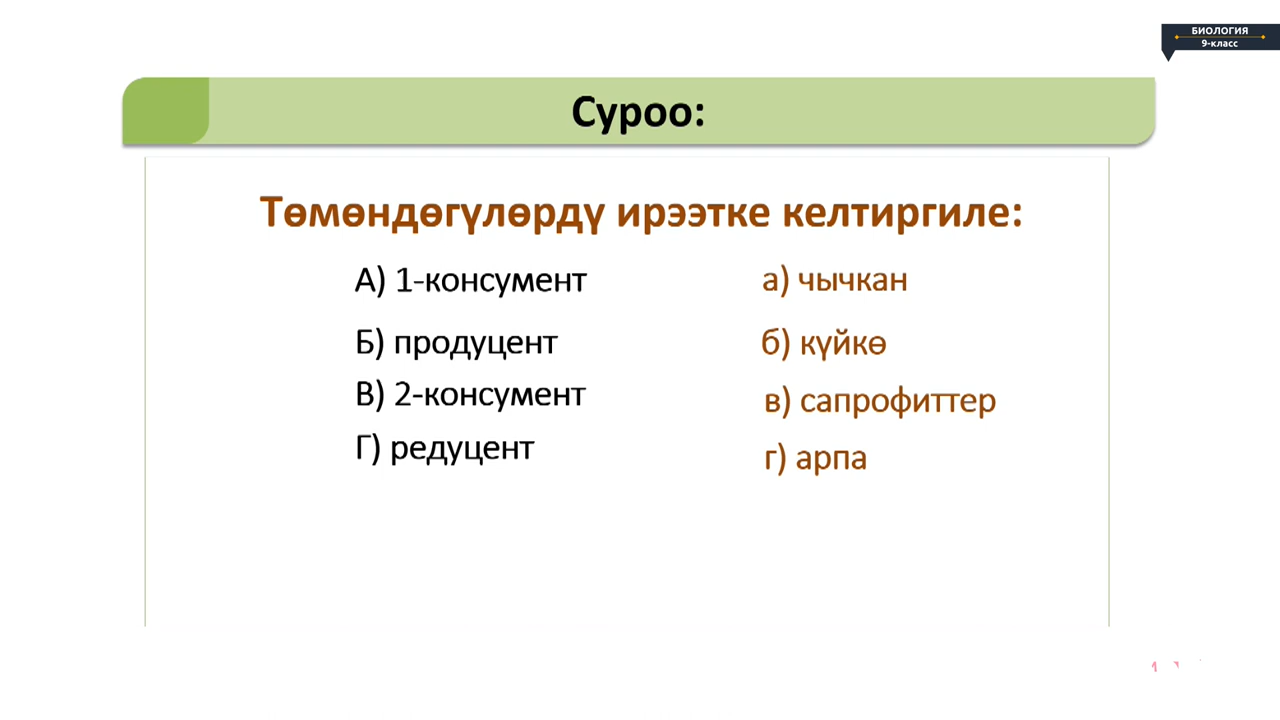 БИОЛОГИЯ
9-класс
Суроо:
Төмөндөгүлөрдү ирээтке келтиргиле:
А) 1-консумент
а) чычкан
Б) продуцент
б) күйкө
В) 2-консумент
в) сапрофиттер
Г) редуцент
г) арпа